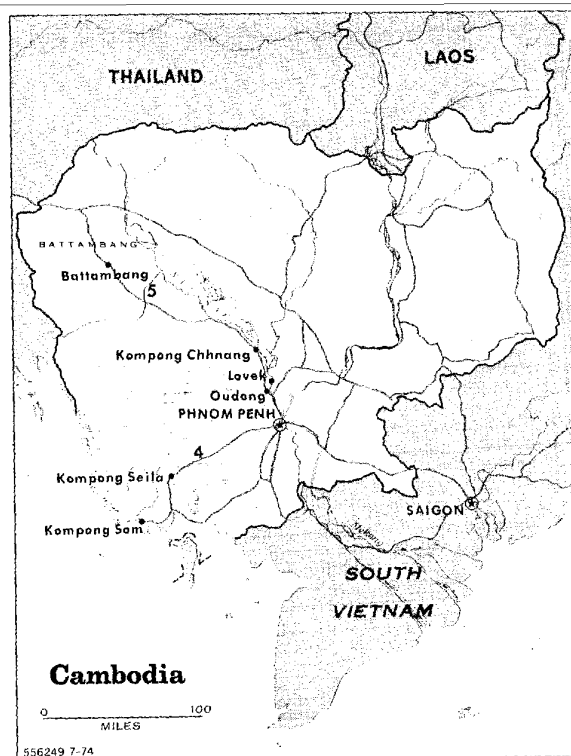 THAILAND
LAOS
BATTAMBANG
Battambang
5
Kompong Chhnang
Lovek
Oudong
PHNOM PENH
4
Kompong Seila
Kompong Som
SAIGON
Mekong
SOUTH
VIETNAM
Cambodia
0 100
MILES
556249 7-74